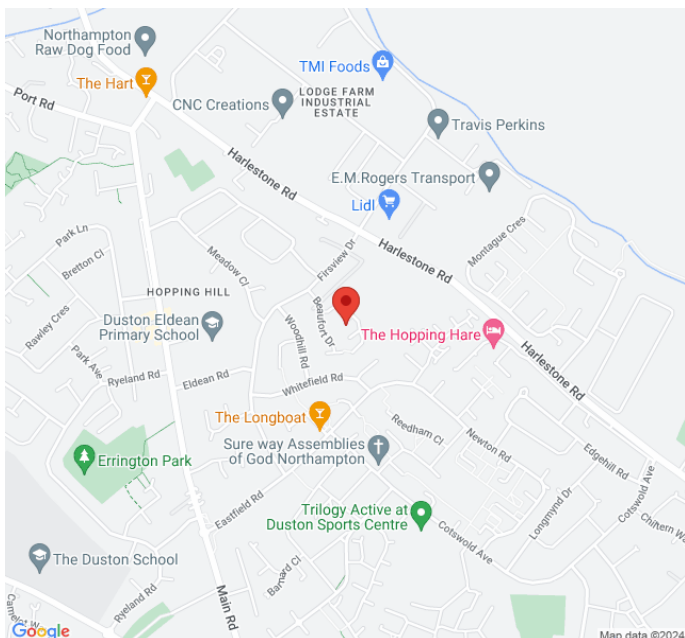 Northampton
Raw Dog Food
The Hart
Port Rd
TMI Foods
LODGE FARM
INDUSTRIAL
ESTATE
CNC Creations
Travis Perkins
Harlestone Rd
E.M.Rogers Transport
Lidl
Park Ln
Bretton Cl
Meadow Cl
Firsview Dr
Harlestone Rd
Montague Cres
HOPPING HILL
Rawley Cres
Duston Eldean
Primary School
Woodhill Rd
Beaufort Dr
The Hopping Hare
Park Ave
Ryeland Rd
Eldean Rd
Whitefield Rd
The Longboat
Reedham Cl
Sure way Assemblies
of God Northampton
Newton Rd
Edgehill Rd
Errington Park
Eastfield Rd
Trilogy Active at
Duston Sports Centre
Longmynd Dr
Cotswold Ave
Chiltern Wa
Cotswold Ave
The Duston School
Main Rd
Barnard Cl
Ryeland Rd
Camelot W
Google
Map data ©2024